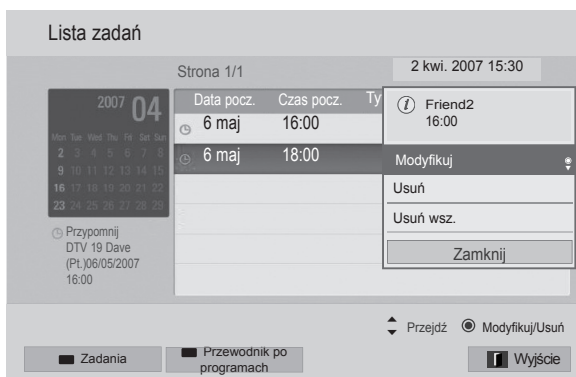 Lista zadań
Strona 1/1
2 kwi. 2007 15:30
2007 04
Mon Tue Wed Thu Fri Sat Sun
2 3 4 5 6 7 8
9 10 11 12 13 14 15
16 17 18 19 20 21 22
23 24 25 26 27 28 29
Przypomnij
DTV 19 Dave
(Pt.)06/05/2007
16:00
Data pocz. Czas pocz. Ty
6 maj 16:00
6 maj 18:00
Friend2
16:00
Modyfikuj
Usuń
Usuń wsz.
Zamknij
Przejdź Modyfikuj/Usuń
Zadania
Przewodnik po
programach
Wyjście